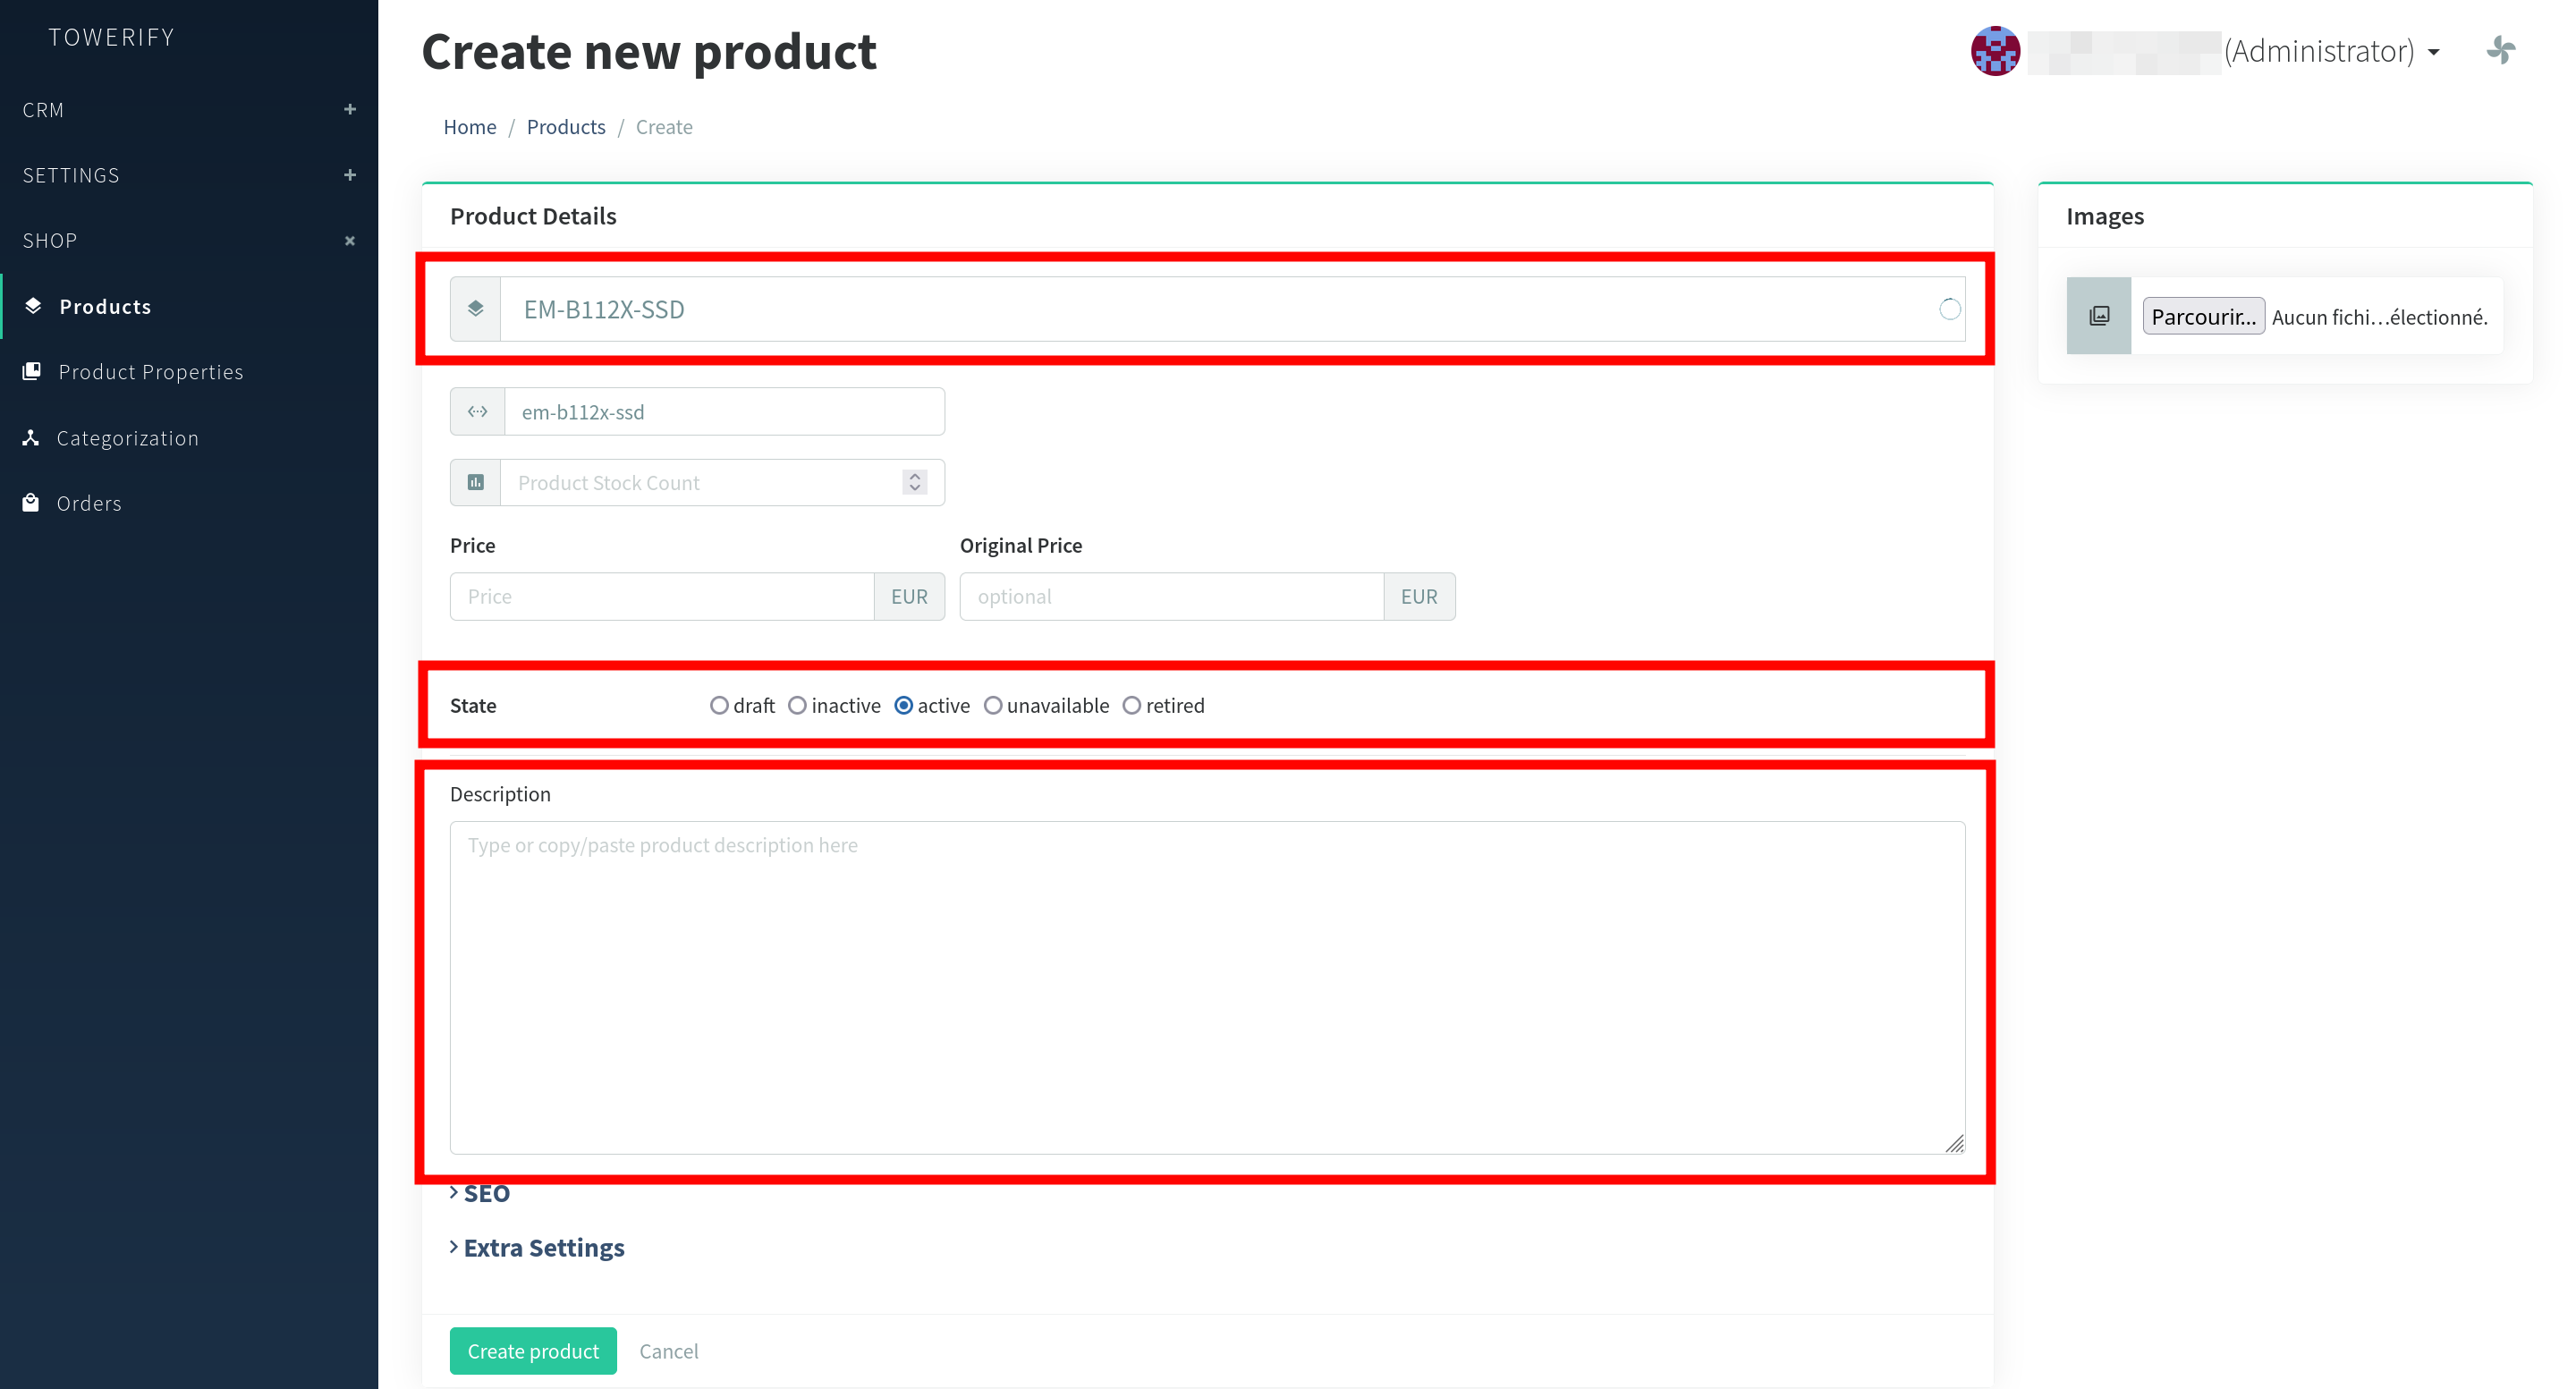 TOWERIFY
CRM
SETTINGS
SHOP
Products
Product Properties
Categorization
Orders
Create new product
(Administrator)
Home / Products / Create
Product Details
EM-B112X-SSD
em-b112x-ssd
Product Stock Count
Price Original Price
Price EUR optional EUR
State draft inactive active unavailable retired
Description
Type or copy/paste product description here
SEO
Extra Settings
Create product Cancel
Images
Parcourir... Aucun fichi…électionné.